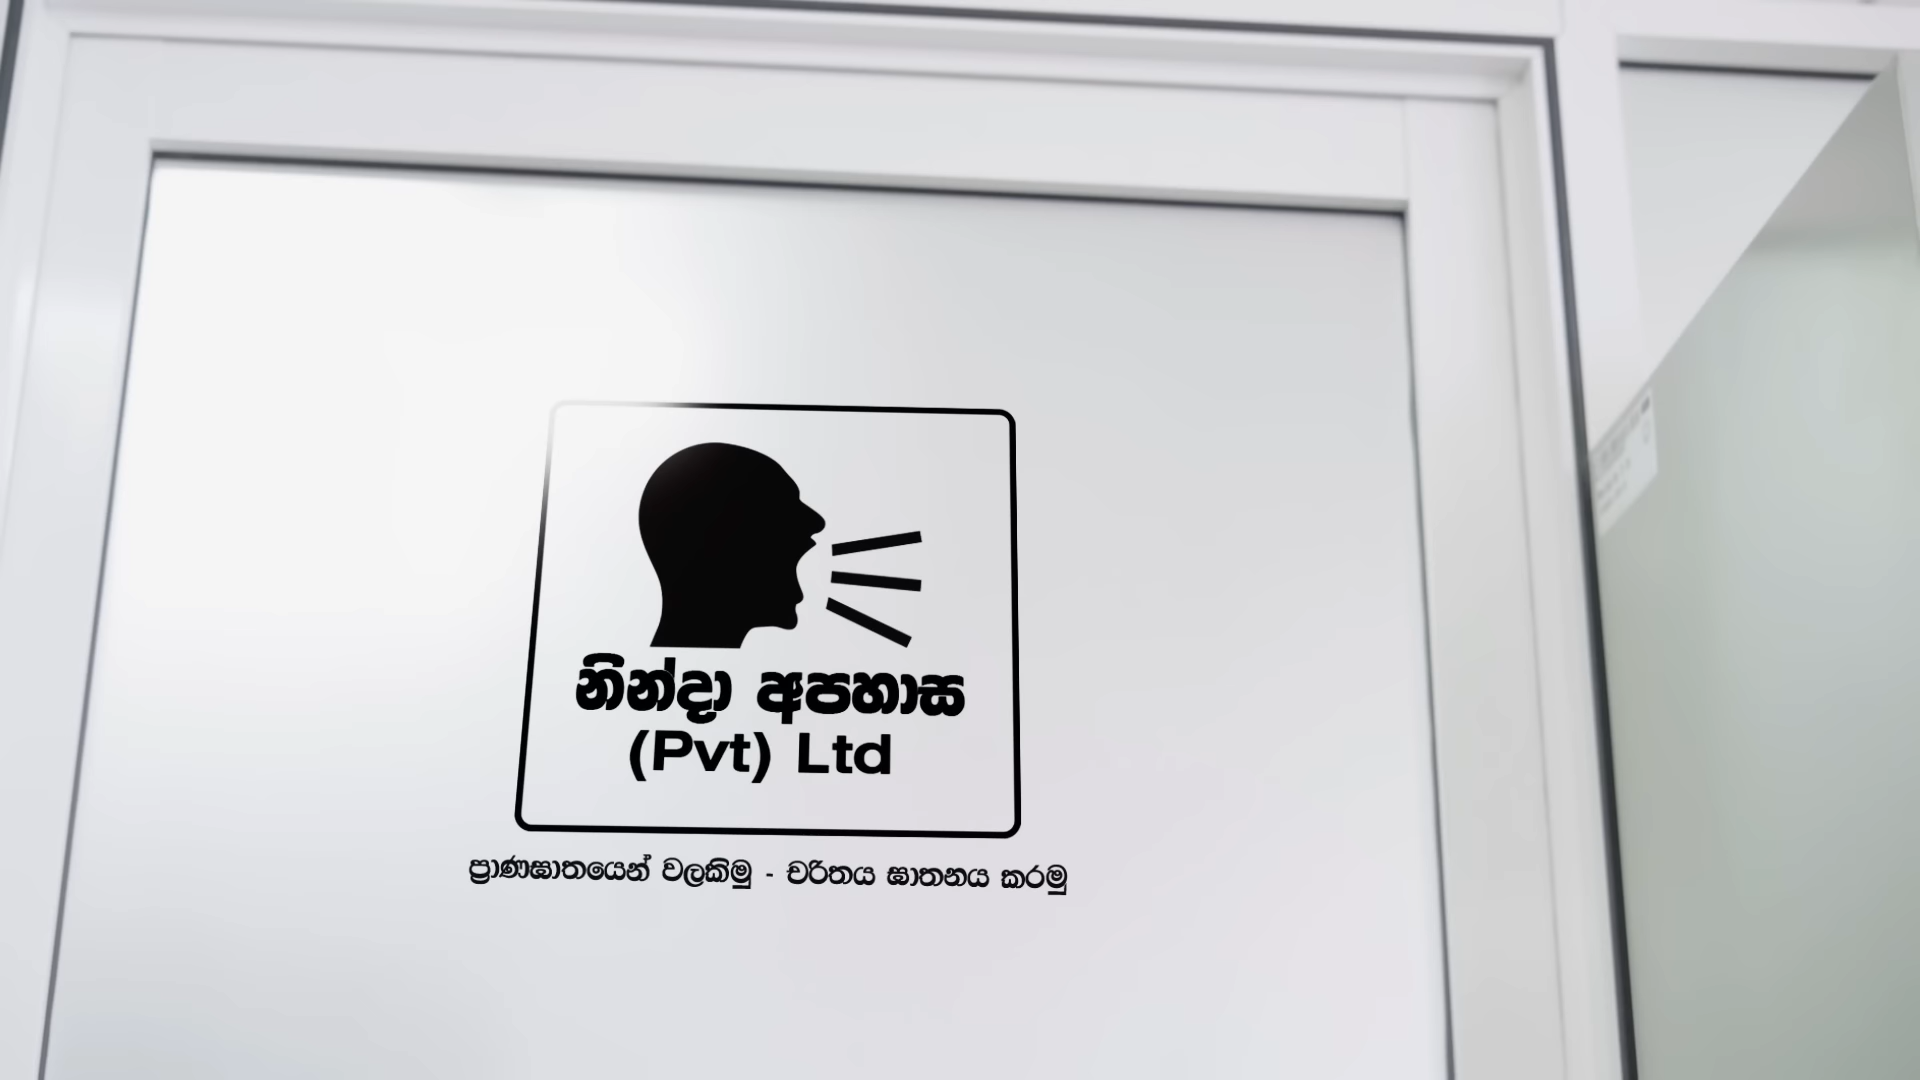 නින්දා අපහාස
(Pvt) Ltd
ප්‍රාණඝාතයෙන් වලකිමු - චරිතය ඝාතනය කරමු